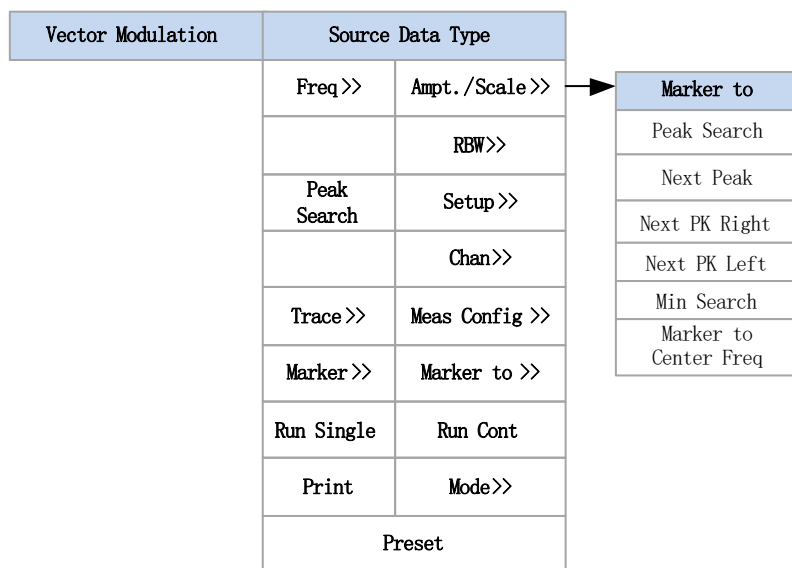 Vector Modulation
Source Data Type
Freq>>
Ampt./Scale>>
RBW>>
Peak
Search
Setup>>
Chan>>
Trace>>
Meas Config >>
Marker>>
Marker to >>
Run Single
Run Cont
Print
Mode>>
Preset
Marker to
Peak Search
Next Peak
Next PK Right
Next PK Left
Min Search
Marker to
Center Freq